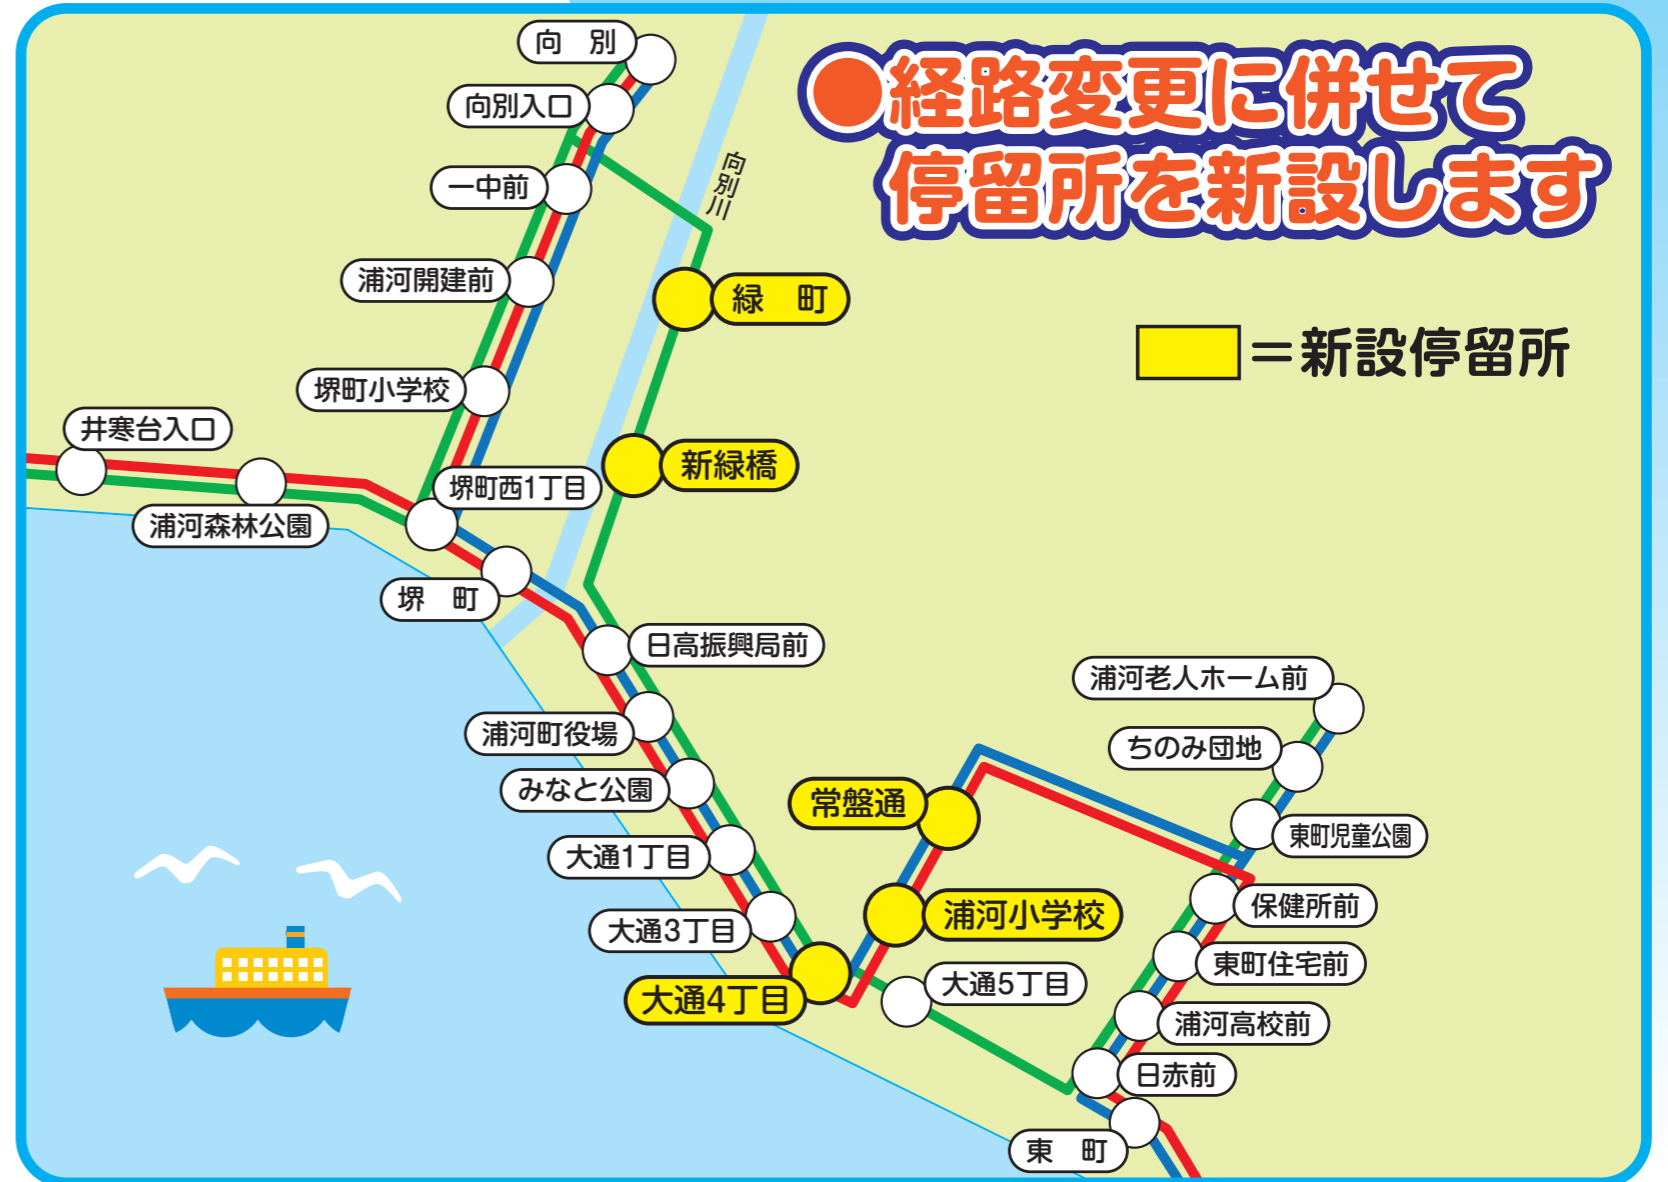 ●経路変更に併せて
停留所を新設します
＝新設停留所
向　別
向別入口
一中前
浦河開建前
堺町小学校
井寒台入口
浦河森林公園
堺町西1丁目
堺　町
向別川
緑　町
新緑橋
日高振興局前
浦河町役場
みなと公園
大通1丁目
大通3丁目
大通4丁目
常盤通
浦河小学校
大通5丁目
浦河老人ホーム前
ちのみ団地
東町児童公園
保健所前
東町住宅前
浦河高校前
日赤前
東　町